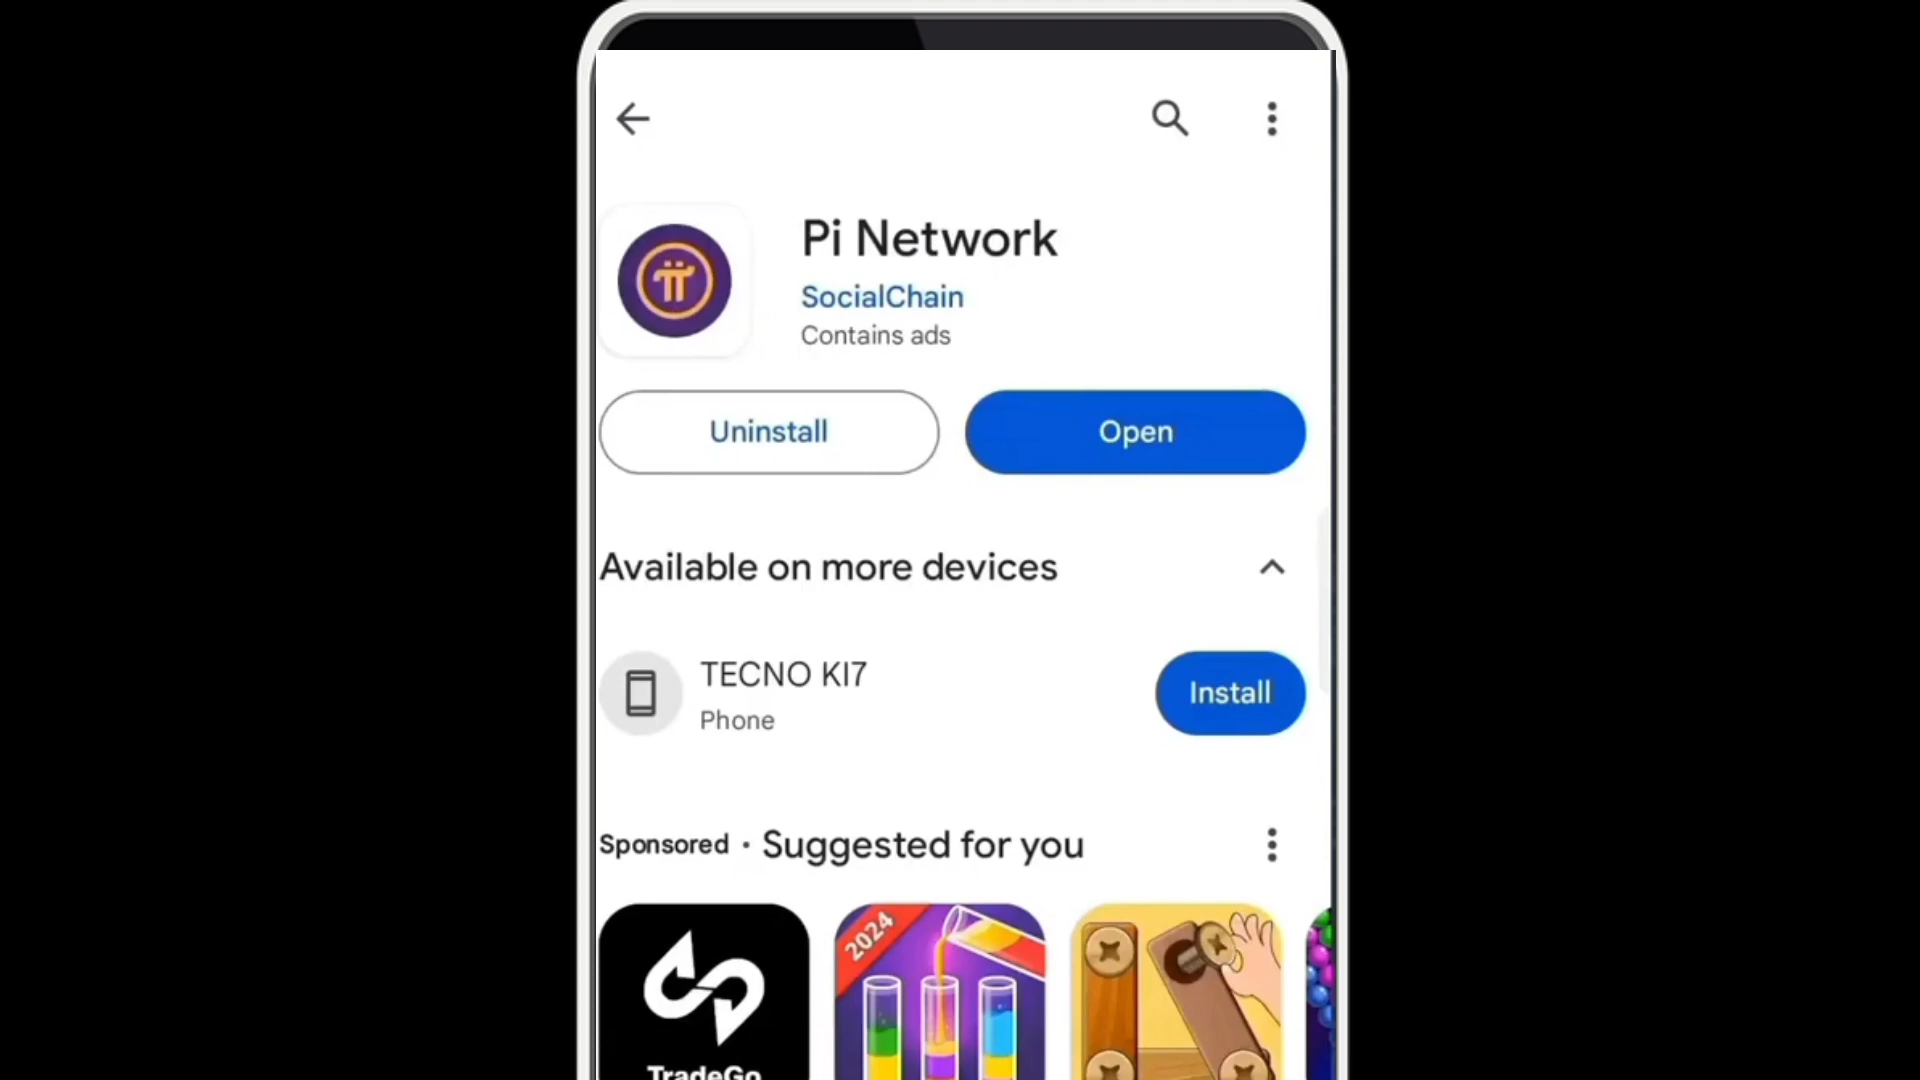 Pi Network
SocialChain
Contains ads
Uninstall
Open
Available on more devices
TECNO KI7
Phone
Install
Sponsored · Suggested for you
2024
TradeGo